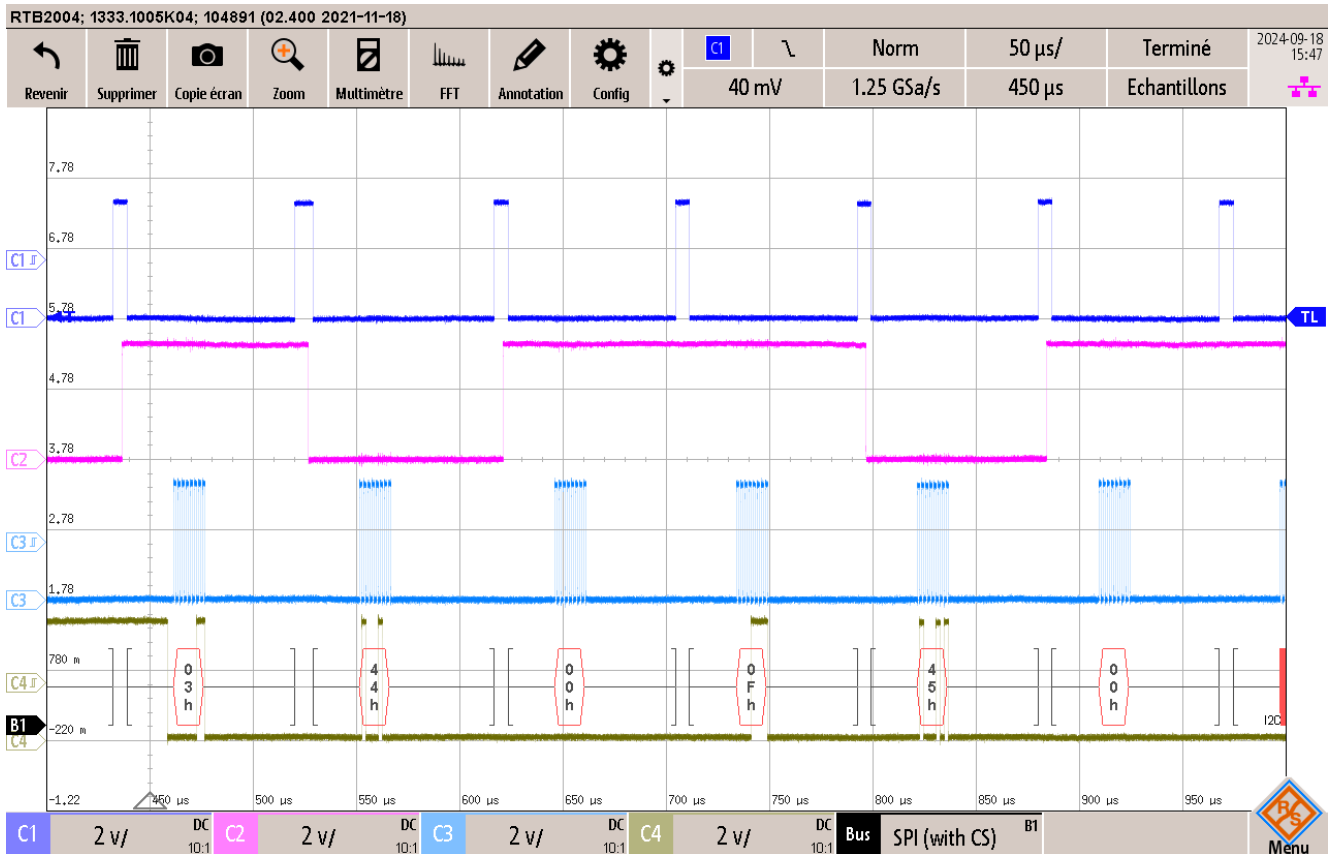 RTB2004; 1333.1005K04; 104891 (02.400 2021-11-18)
Revenir Supprimer Copie écran Zoom Multimètre FFT Annotation Config
C1 Norm 50 µs/ Terminé
40 mV 1.25 GSa/s 450 µs Echantillons
2024-09-18
15:47
7.78
6.78
C1
5.78
C1 TL
4.78
3.78
C2
2.78
C3
1.78
C3
780 m
C4
03h 44h 00h 0Fh 45h 00h
B1
-220 m
I2C
C4
-1.22
450 µs 500 µs 550 µs 600 µs 650 µs 700 µs 750 µs 800 µs 850 µs 900 µs 950 µs
C1 2 V/ DC 10:1 C2 2 V/ DC 10:1 C3 2 V/ DC 10:1 C4 2 V/ DC 10:1 Bus SPI (with CS) B1
R S
Menu